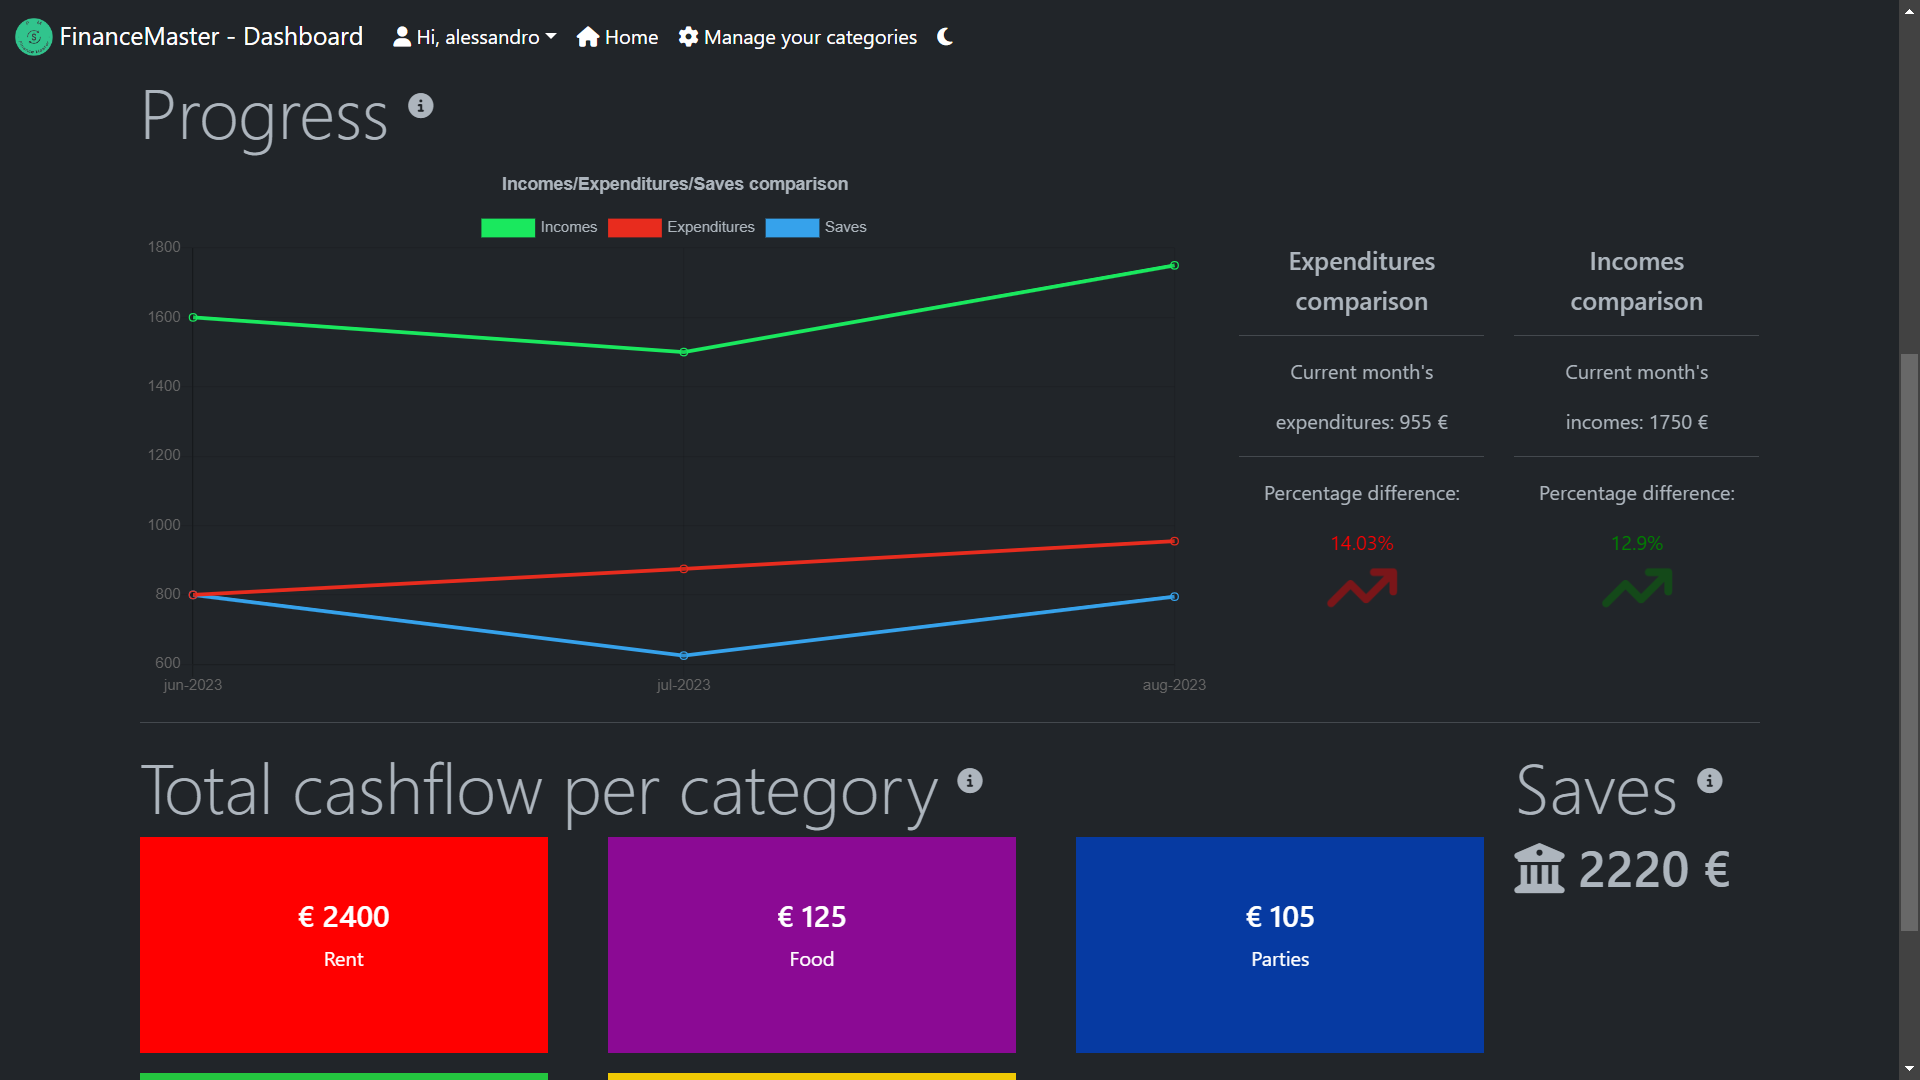 FinanceMaster - Dashboard
Hi, alessandro
Home
Manage your categories
Progress
Incomes/Expenditures/Saves comparison
Incomes
Expenditures
Saves
1800
1600
1400
1200
1000
800
600
jun-2023
jul-2023
aug-2023
Expenditures
comparison
Current month's
expenditures: 955 €
Percentage difference:
14.03%
Incomes
comparison
Current month's
incomes: 1750 €
Percentage difference:
12.9%
Total cashflow per category
€ 2400
Rent
€ 125
Food
€ 105
Parties
Saves
2220 €